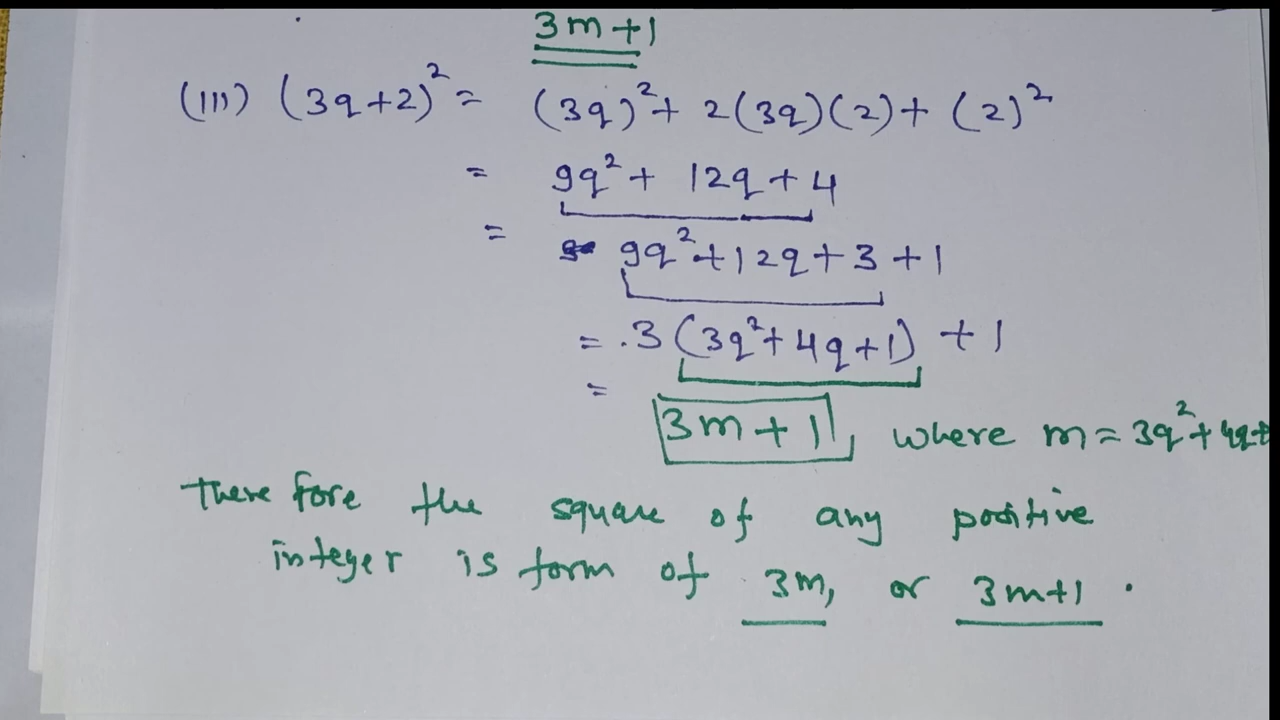 3m+1
(III) (3q+2)² = (3q)² + 2(3q)(2) + (2)²
= 9q² + 12q + 4
= 9q² + 12q + 3 + 1
= .3 (3q² + 4q + 1) + 1
= 3m + 1, where m = 3q² + 4q +
Therefore the square of any positive
integer is form of 3m, or 3m+1 .